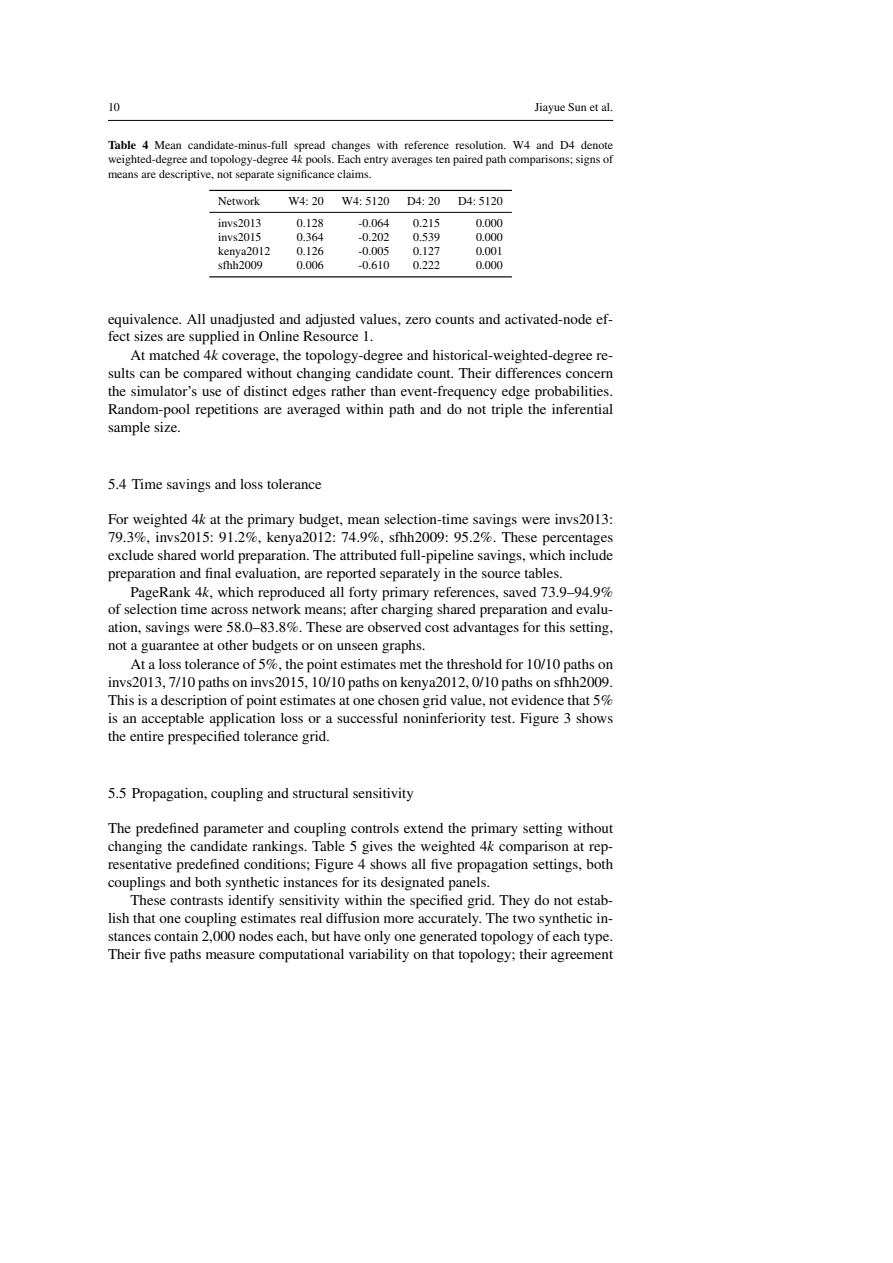 10 Jiayue Sun et al.
Table 4 Mean candidate-minus-full spread changes with reference resolution. W4 and D4 denote
weighted-degree and topology-degree 4k pools. Each entry averages ten paired path comparisons; signs of
means are descriptive, not separate significance claims.
Network W4: 20 W4: 5120 D4: 20 D4: 5120
invs2013 0.128 -0.064 0.215 0.000
invs2015 0.364 -0.202 0.539 0.000
kenya2012 0.126 -0.005 0.127 0.001
sfhh2009 0.006 -0.610 0.222 0.000
equivalence. All unadjusted and adjusted values, zero counts and activated-node ef-
fect sizes are supplied in Online Resource 1.
At matched 4k coverage, the topology-degree and historical-weighted-degree re-
sults can be compared without changing candidate count. Their differences concern
the simulator's use of distinct edges rather than event-frequency edge probabilities.
Random-pool repetitions are averaged within path and do not triple the inferential
sample size.
5.4 Time savings and loss tolerance
For weighted 4k at the primary budget, mean selection-time savings were invs2013:
79.3%, invs2015: 91.2%, kenya2012: 74.9%, sfhh2009: 95.2%. These percentages
exclude shared world preparation. The attributed full-pipeline savings, which include
preparation and final evaluation, are reported separately in the source tables.
PageRank 4k, which reproduced all forty primary references, saved 73.9–94.9%
of selection time across network means; after charging shared preparation and evalu-
ation, savings were 58.0–83.8%. These are observed cost advantages for this setting,
not a guarantee at other budgets or on unseen graphs.
At a loss tolerance of 5%, the point estimates met the threshold for 10/10 paths on
invs2013, 7/10 paths on invs2015, 10/10 paths on kenya2012, 0/10 paths on sfhh2009.
This is a description of point estimates at one chosen grid value, not evidence that 5%
is an acceptable application loss or a successful noninferiority test. Figure 3 shows
the entire prespecified tolerance grid.
5.5 Propagation, coupling and structural sensitivity
The predefined parameter and coupling controls extend the primary setting without
changing the candidate rankings. Table 5 gives the weighted 4k comparison at rep-
resentative predefined conditions; Figure 4 shows all five propagation settings, both
couplings and both synthetic instances for its designated panels.
These contrasts identify sensitivity within the specified grid. They do not estab-
lish that one coupling estimates real diffusion more accurately. The two synthetic in-
stances contain 2,000 nodes each, but have only one generated topology of each type.
Their five paths measure computational variability on that topology; their agreement